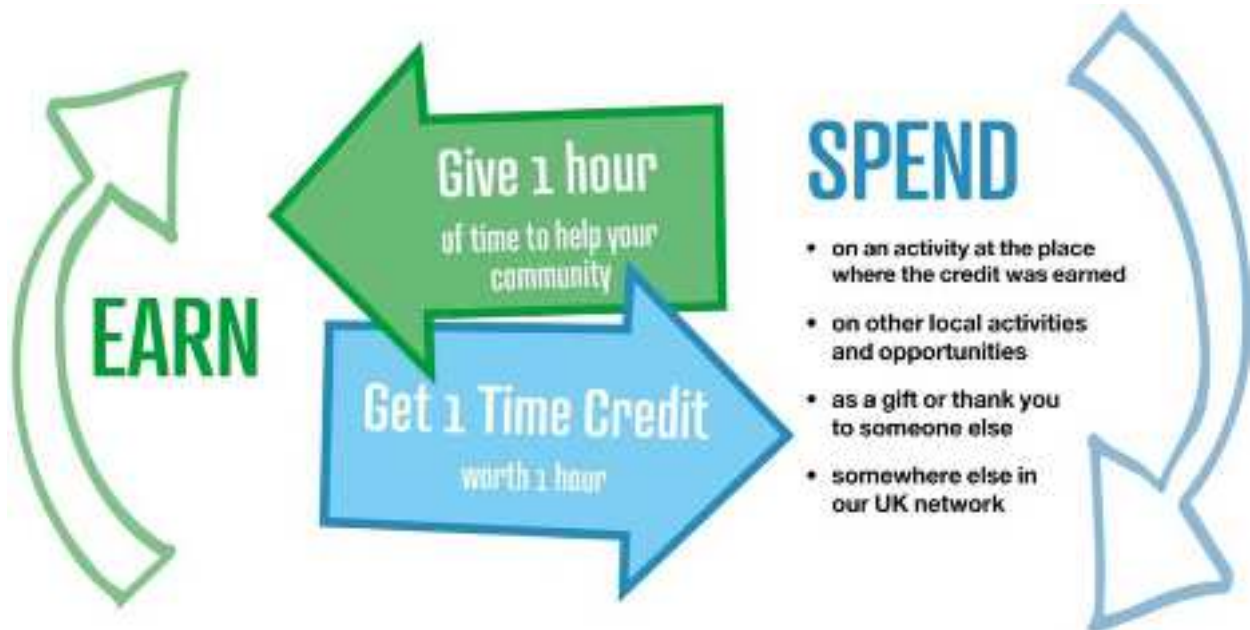 EARN
Give 1 hour
of time to help your
community
Get 1 Time Credit
worth 1 hour
SPEND
• on an activity at the place
where the credit was earned
• on other local activities
and opportunities
• as a gift or thank you
to someone else
• somewhere else in
our UK network